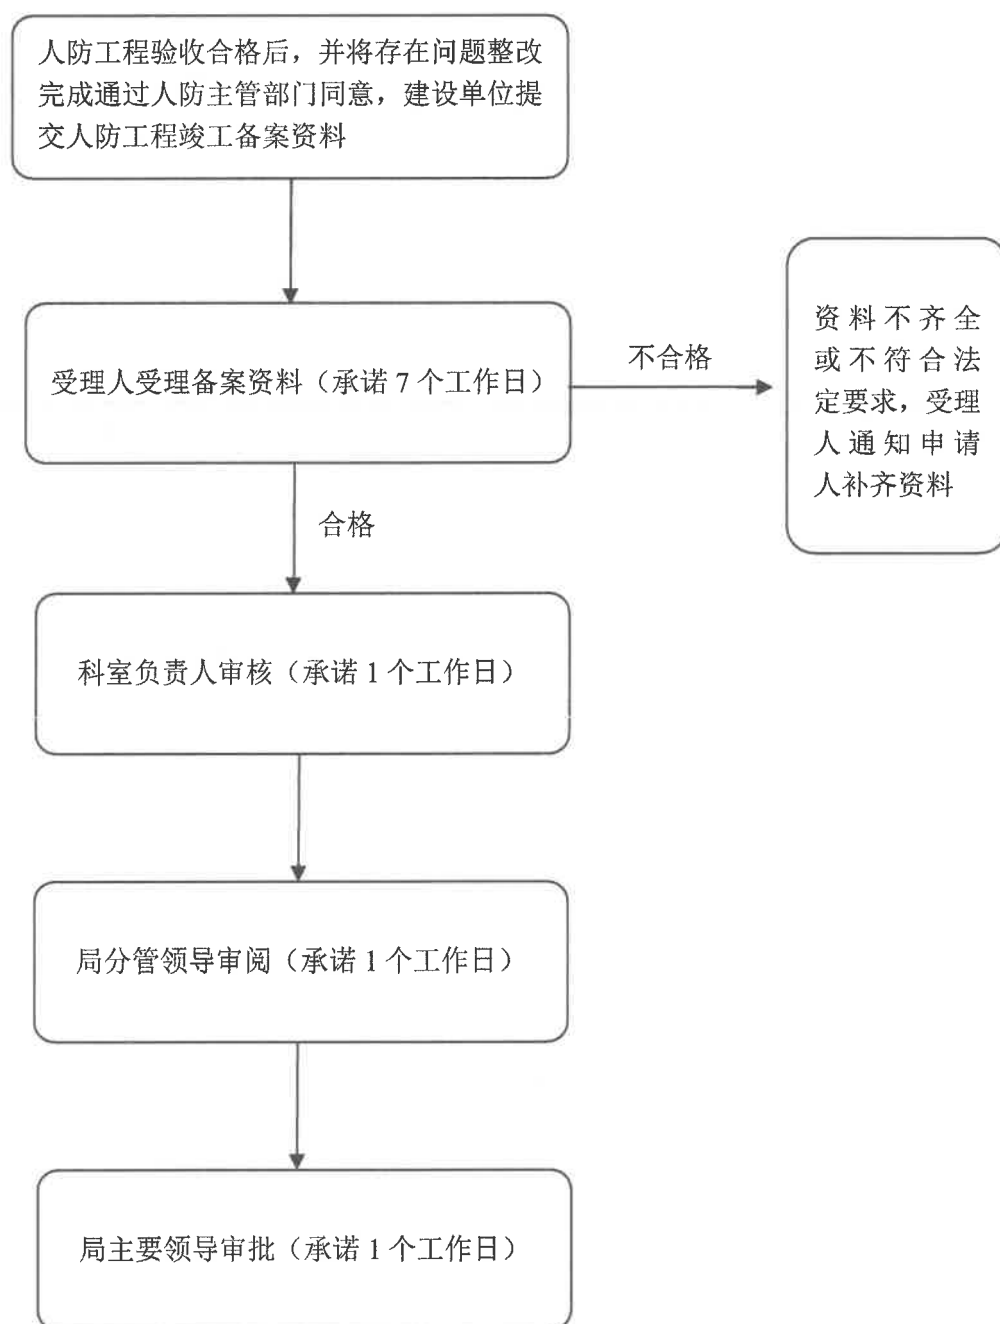 人防工程验收合格后，并将存在问题整改
完成通过人防主管部门同意，建设单位提
交人防工程竣工备案资料
受理人受理备案资料（承诺 7 个工作日）
不合格
资料不齐全
或不符合法
定要求，受理
人通知申请
人补齐资料
合格
科室负责人审核（承诺 1 个工作日）
局分管领导审阅（承诺 1 个工作日）
局主要领导审批（承诺 1 个工作日）